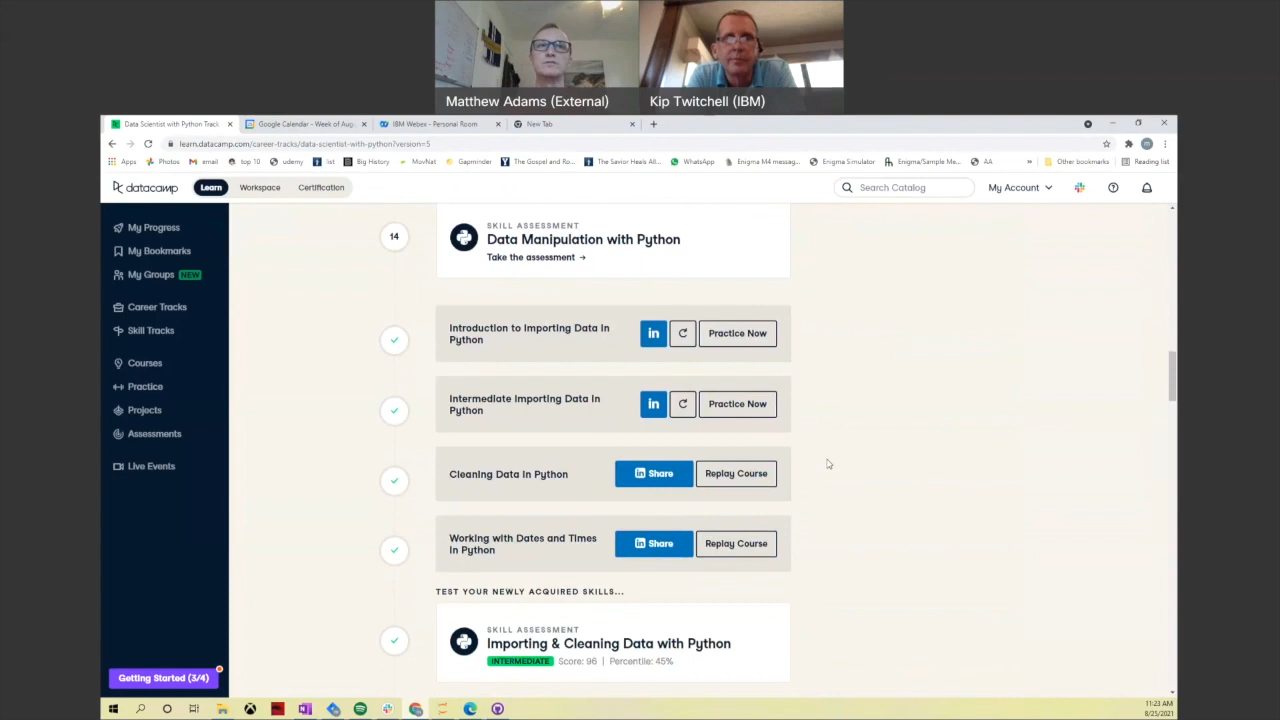 Matthew Adams (External)
Kip Twitchell (IBM)
Data Scientist with Python Track
Google Calendar - Week of Aug
IBM Webex - Personal Room
New Tab
learn.datacamp.com/career-tracks/data-scientist-with-python?version=5
Apps
Photos
email
top 10
udemy
list
Big History
MovNat
Gapminder
The Gospel and Ro...
The Savior Heals All...
WhatsApp
Enigma M4 messag...
Enigma Simulator
Enigma/Sample Me...
AA
Other bookmarks
Reading list
datacamp
Learn
Workspace
Certification
Search Catalog
My Account
My Progress
My Bookmarks
My Groups NEW
Career Tracks
Skill Tracks
Courses
Practice
Projects
Assessments
Live Events
Getting Started (3/4)
14
SKILL ASSESSMENT
Data Manipulation with Python
Take the assessment →
Introduction to Importing Data in
Python
in
Practice Now
Intermediate Importing Data in
Python
in
Practice Now
Cleaning Data in Python
in Share
Replay Course
Working with Dates and Times
in Python
in Share
Replay Course
TEST YOUR NEWLY ACQUIRED SKILLS...
SKILL ASSESSMENT
Importing & Cleaning Data with Python
INTERMEDIATE Score: 96 | Percentile: 45%
11:23 AM
8/25/2021